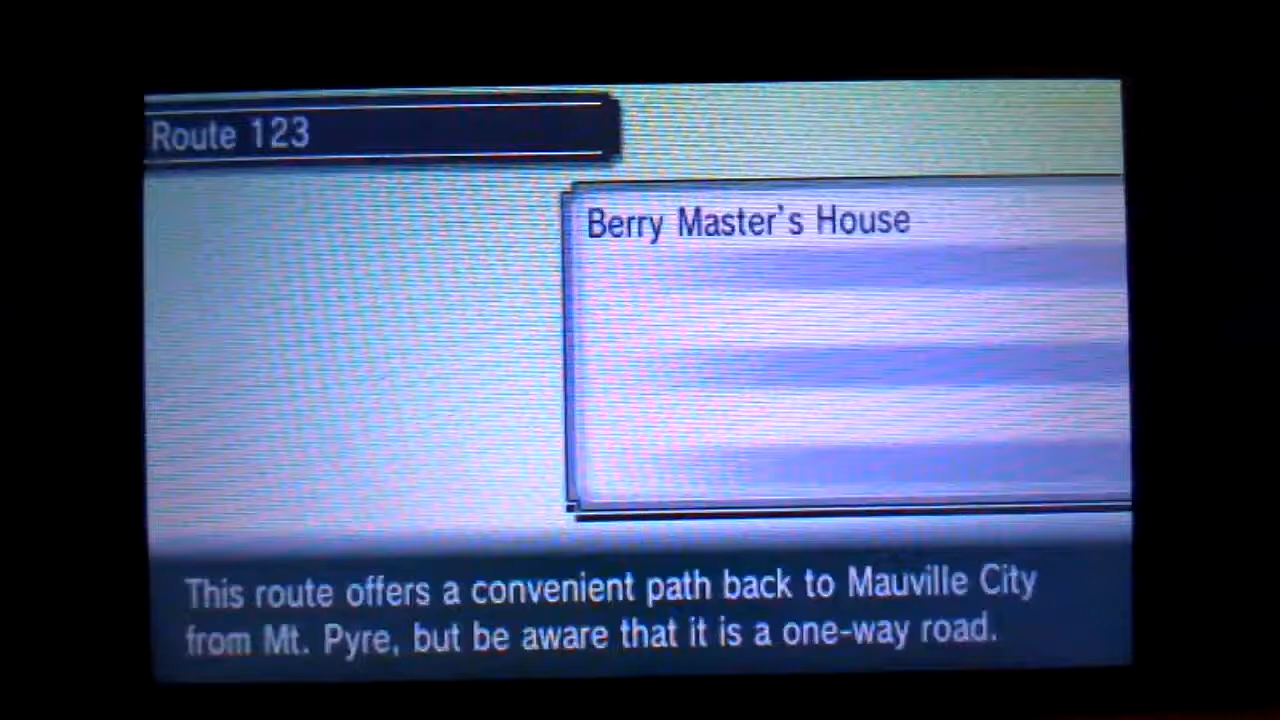 Route 123
Berry Master's House
This route offers a convenient path back to Mauville City
from Mt. Pyre, but be aware that it is a one-way road.